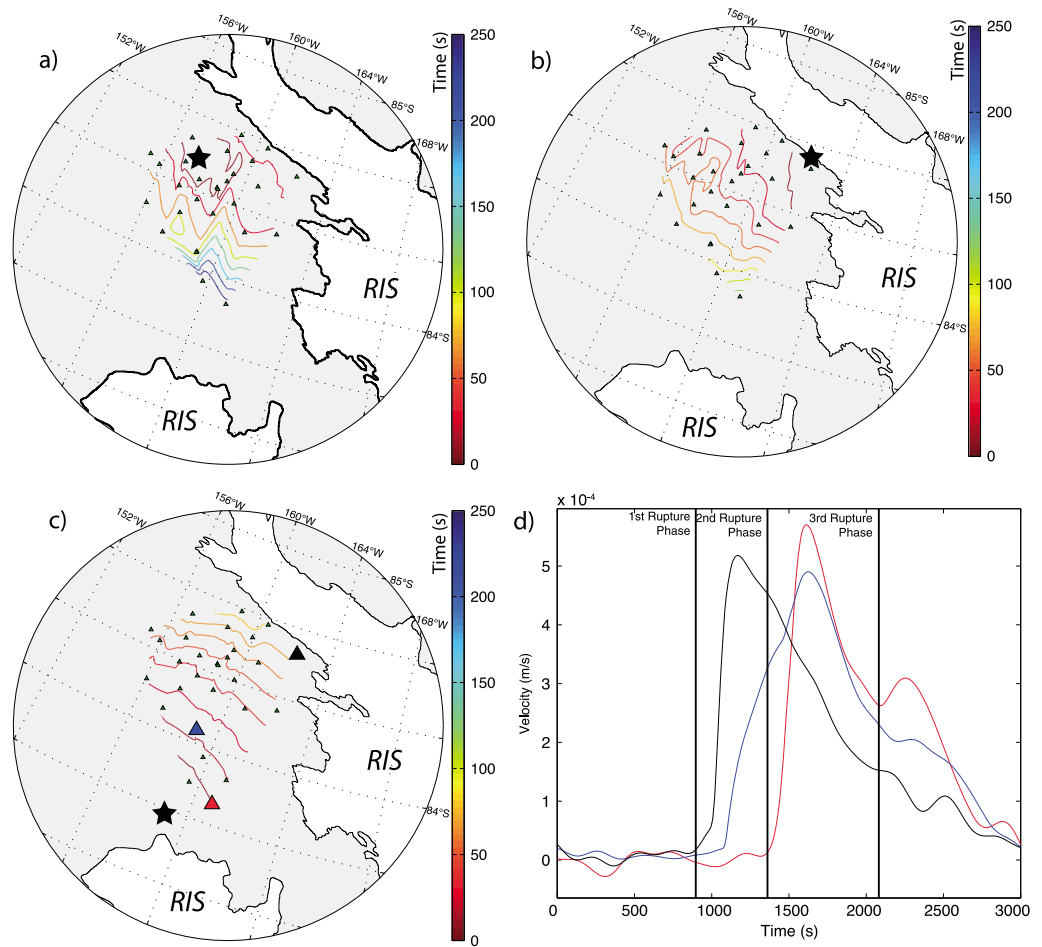 a)
152°W
156°W
160°W
164°W
85°S
168°W
84°S
RIS
RIS
Time (s)
250
200
150
100
50
0
b)
152°W
156°W
160°W
164°W
85°S
168°W
84°S
RIS
RIS
Time (s)
250
200
150
100
50
0
c)
152°W
156°W
160°W
164°W
85°S
168°W
84°S
RIS
RIS
Time (s)
250
200
150
100
50
0
d)
x 10-4
1st Rupture Phase
2nd Rupture Phase
3rd Rupture Phase
Velocity (m/s)
5
4
3
2
1
0
0
500
1000
1500
2000
2500
3000
Time (s)